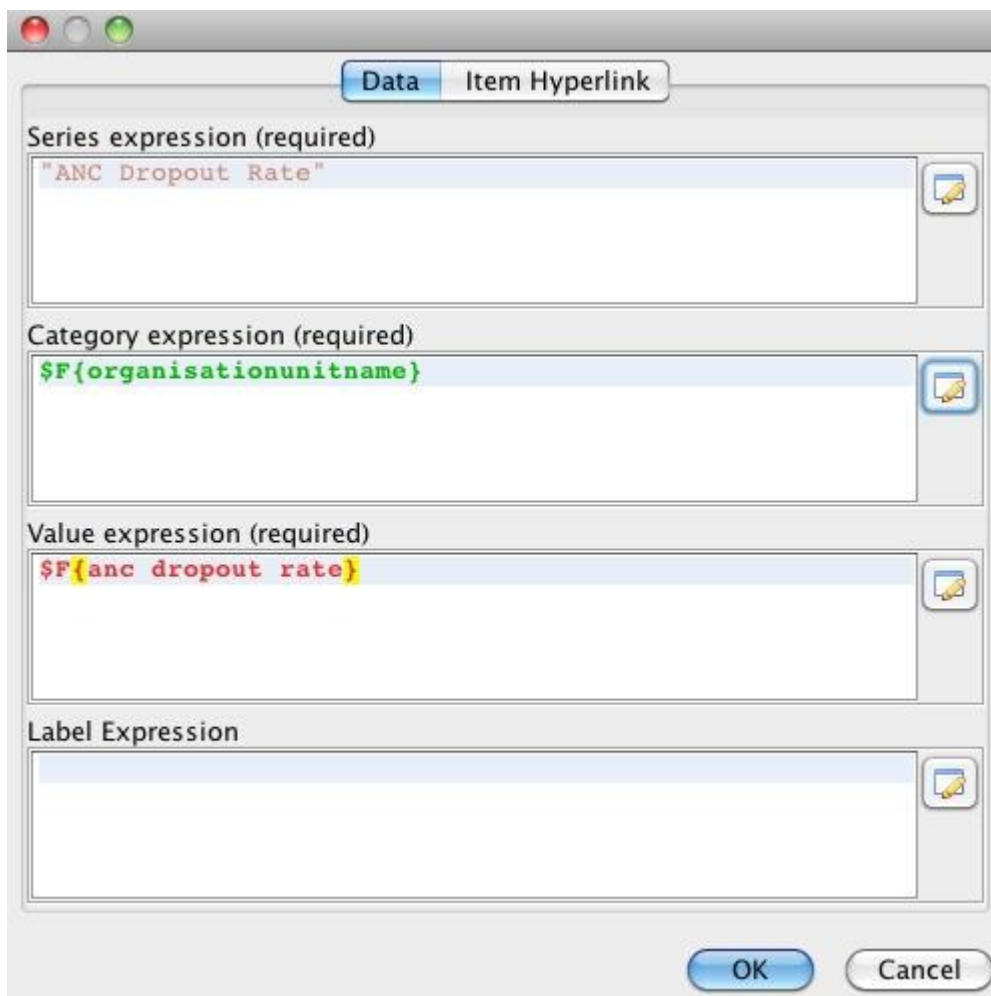 Data Item Hyperlink
Series expression (required)
"ANC Dropout Rate"
Category expression (required)
$F{organisationunitname}
Value expression (required)
$F{anc dropout rate}
Label Expression
OK Cancel